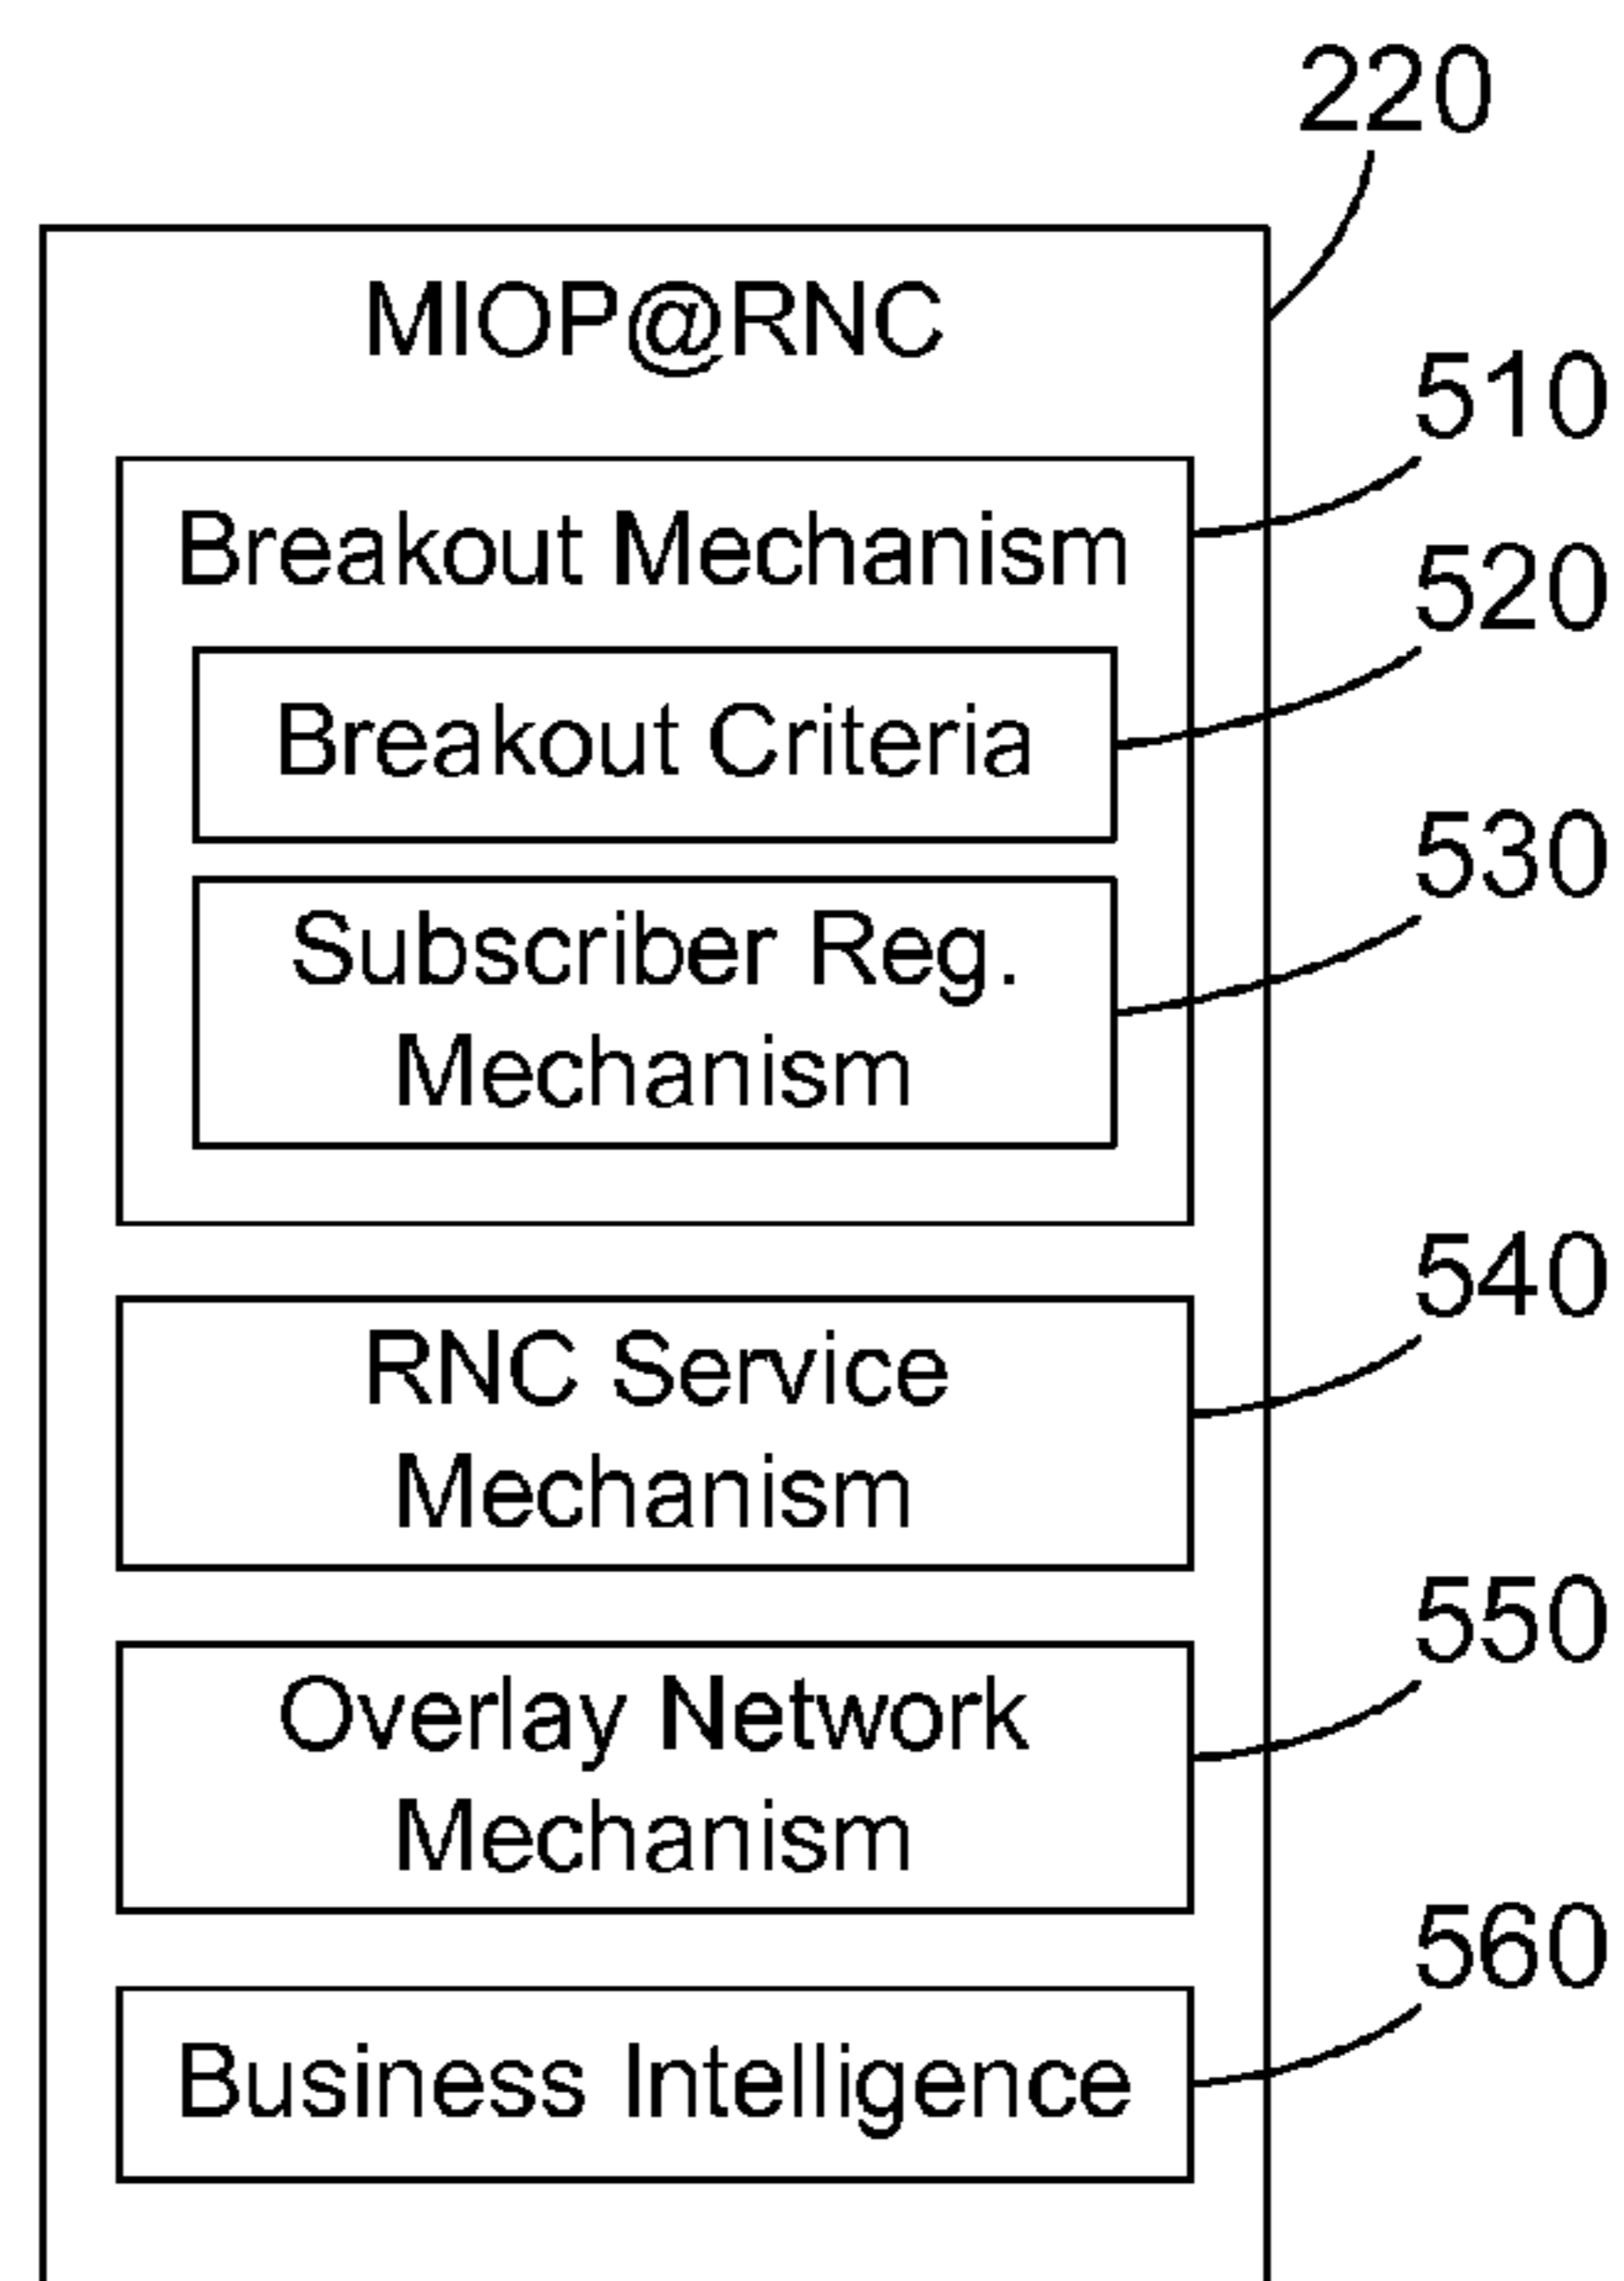 220
MIOP@RNC
510
Breakout Mechanism
520
Breakout Criteria
530
Subscriber Reg.
Mechanism
540
RNC Service
Mechanism
550
Overlay Network
Mechanism
560
Business Intelligence